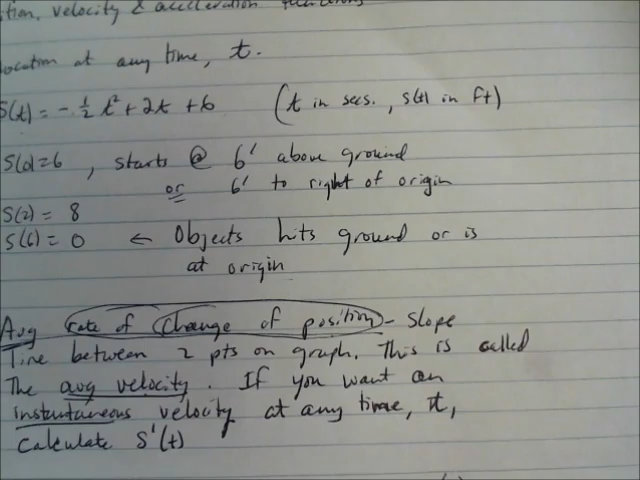 ition, velocity & acceleration functions
location at any time, t.
S(t) = -½t² + 2t + 6 (t in secs., s(t) in ft)
S(0)=6, starts @ 6' above ground
or 6' to right of origin
S(2) = 8
S(6) = 0 ← Objects hits ground or is
at origin
Avg rate of change of position - slope
Tine between 2 pts on graph. This is called
The avg velocity. If you want an
instantaneous velocity at any time, t,
calculate S'(t)